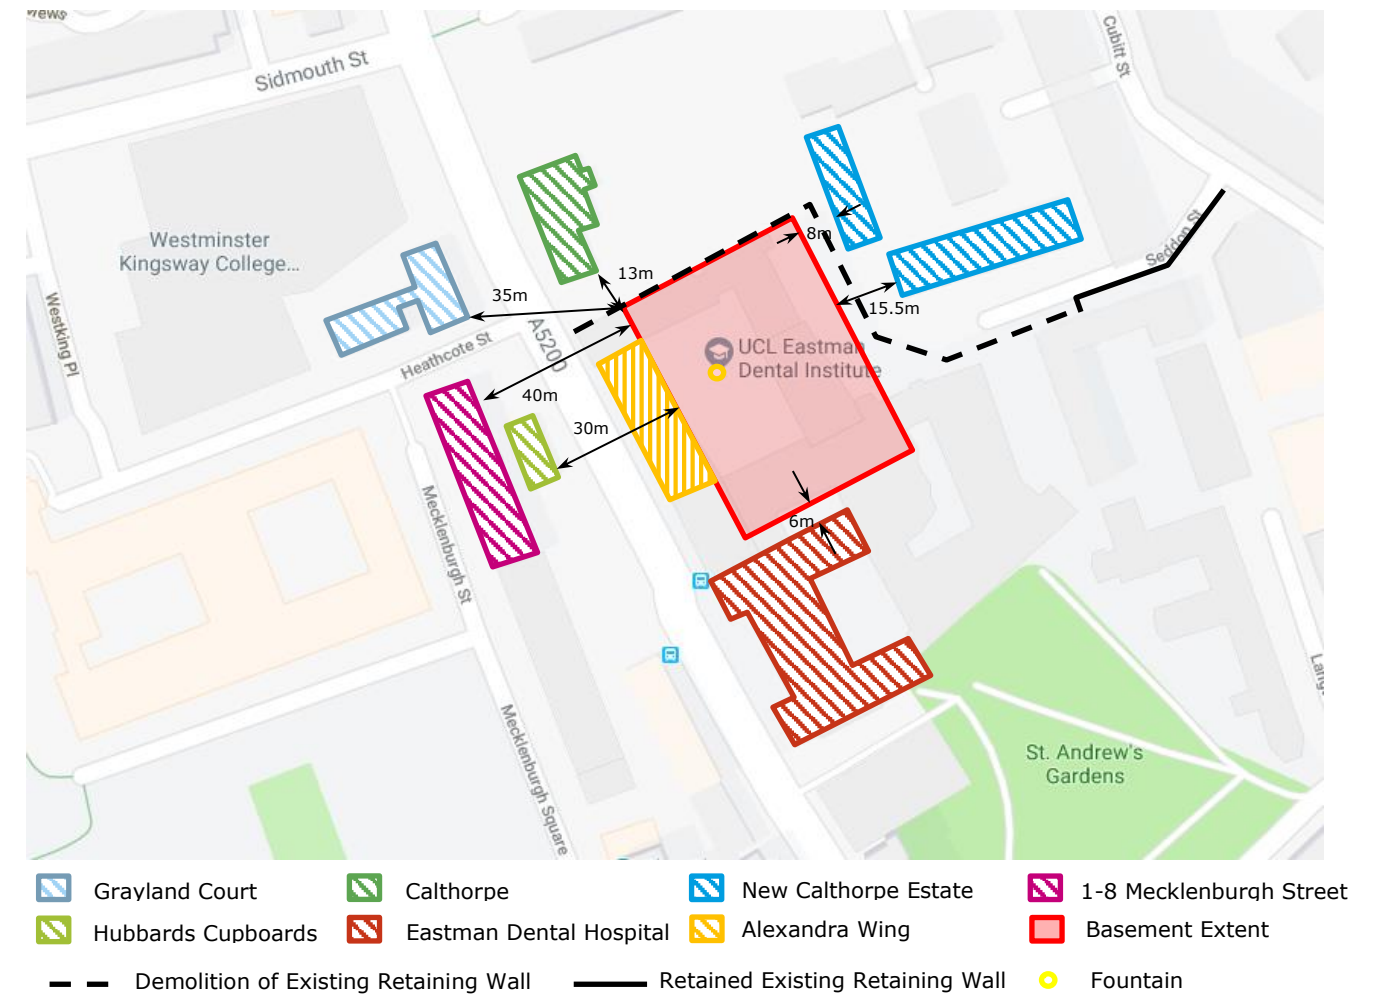 Sidmouth St
Cubitt St
Westminster
Kingsway College...
8m
13m
Seddon St
35m
15.5m
Westking Pl
A5200
Heathcote St
UCL Eastman
Dental Institute
40m
30m
Mecklenburgh St
6m
Mecklenburgh Square
St. Andrew's
Gardens
Grayland Court
Calthorpe
New Calthorpe Estate
1-8 Mecklenburgh Street
Hubbards Cupboards
Eastman Dental Hospital
Alexandra Wing
Basement Extent
Demolition of Existing Retaining Wall
Retained Existing Retaining Wall
Fountain